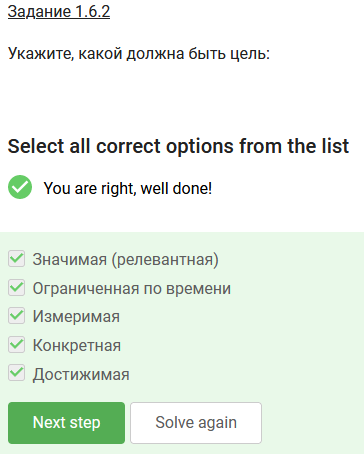 Задание 1.6.2
Укажите, какой должна быть цель:
Select all correct options from the list
You are right, well done!
Значимая (релевантная)
Ограниченная по времени
Измеримая
Конкретная
Достижимая
Next step
Solve again